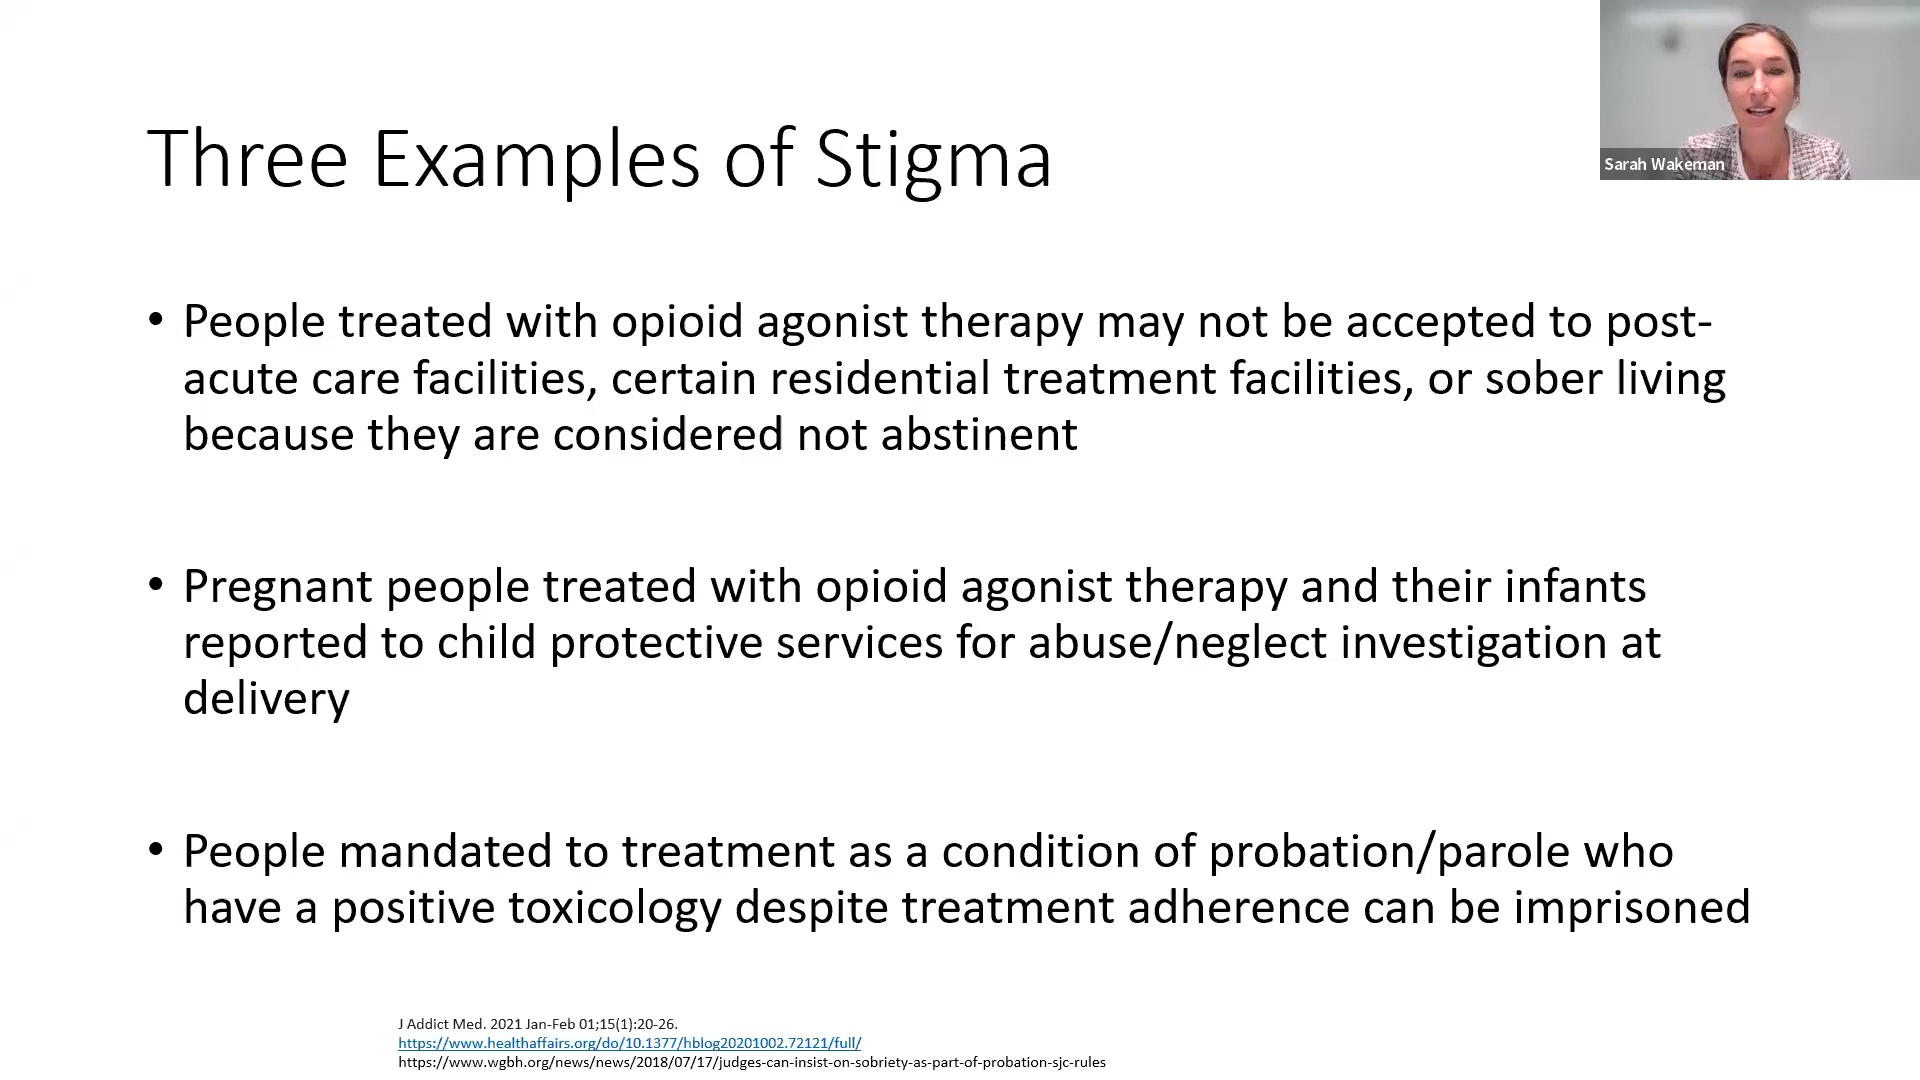 Sarah Wakeman
Three Examples of Stigma
• People treated with opioid agonist therapy may not be accepted to post-
acute care facilities, certain residential treatment facilities, or sober living
because they are considered not abstinent
• Pregnant people treated with opioid agonist therapy and their infants
reported to child protective services for abuse/neglect investigation at
delivery
• People mandated to treatment as a condition of probation/parole who
have a positive toxicology despite treatment adherence can be imprisoned
J Addict Med. 2021 Jan-Feb 01;15(1):20-26.
https://www.healthaffairs.org/do/10.1377/hblog20201002.72121/full/
https://www.wgbh.org/news/news/2018/07/17/judges-can-insist-on-sobriety-as-part-of-probation-sjc-rules